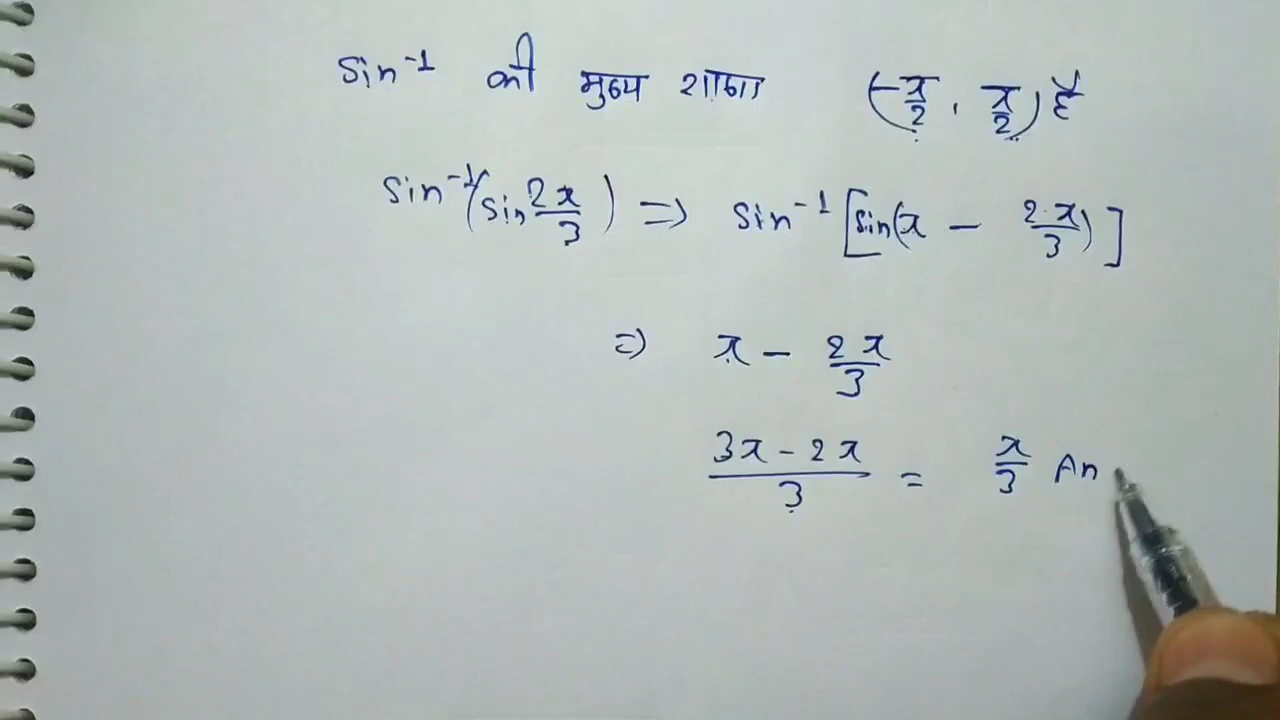 sin⁻¹ की मुख्य शाखा (-π/2, π/2) है
sin⁻¹(sin 2π/3) => sin⁻¹[sin(π - 2π/3)]
=> π - 2π/3
3π - 2π/3 = π/3 An